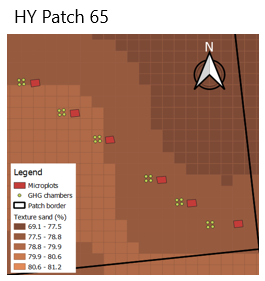 HY Patch 65
N
Legend
Microplots
GHG chambers
Patch border
Texture sand (%)
69.1 - 77.5
77.5 - 78.8
78.8 - 79.9
79.9 - 80.6
80.6 - 81.2